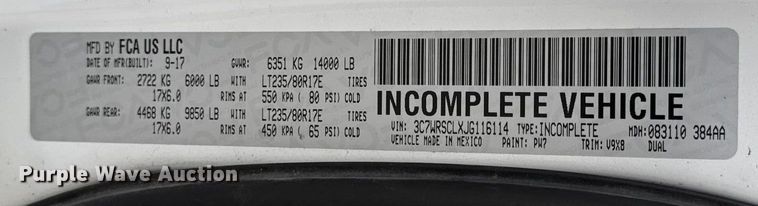 MFD BY FCA US LLC
DATE OF MFR(BUILT): 9-17 GVWR: 6351 KG 14000 LB
GAWR FRONT: 2722 KG 6000 LB WITH LT235/80R17E TIRES
17X6.0 RIMS AT 550 KPA ( 80 PSI) COLD
GAWR REAR: 4468 KG 9850 LB WITH LT235/80R17E TIRES
17X6.0 RIMS AT 450 KPA ( 65 PSI) COLD
INCOMPLETE VEHICLE
VIN: 3C7WRSCLXJG116114 TYPE: INCOMPLETE MDH: 083110 384AA
VEHICLE MADE IN MEXICO PAINT: PW7 TRIM: V9X8 DUAL
Purple Wave Auction